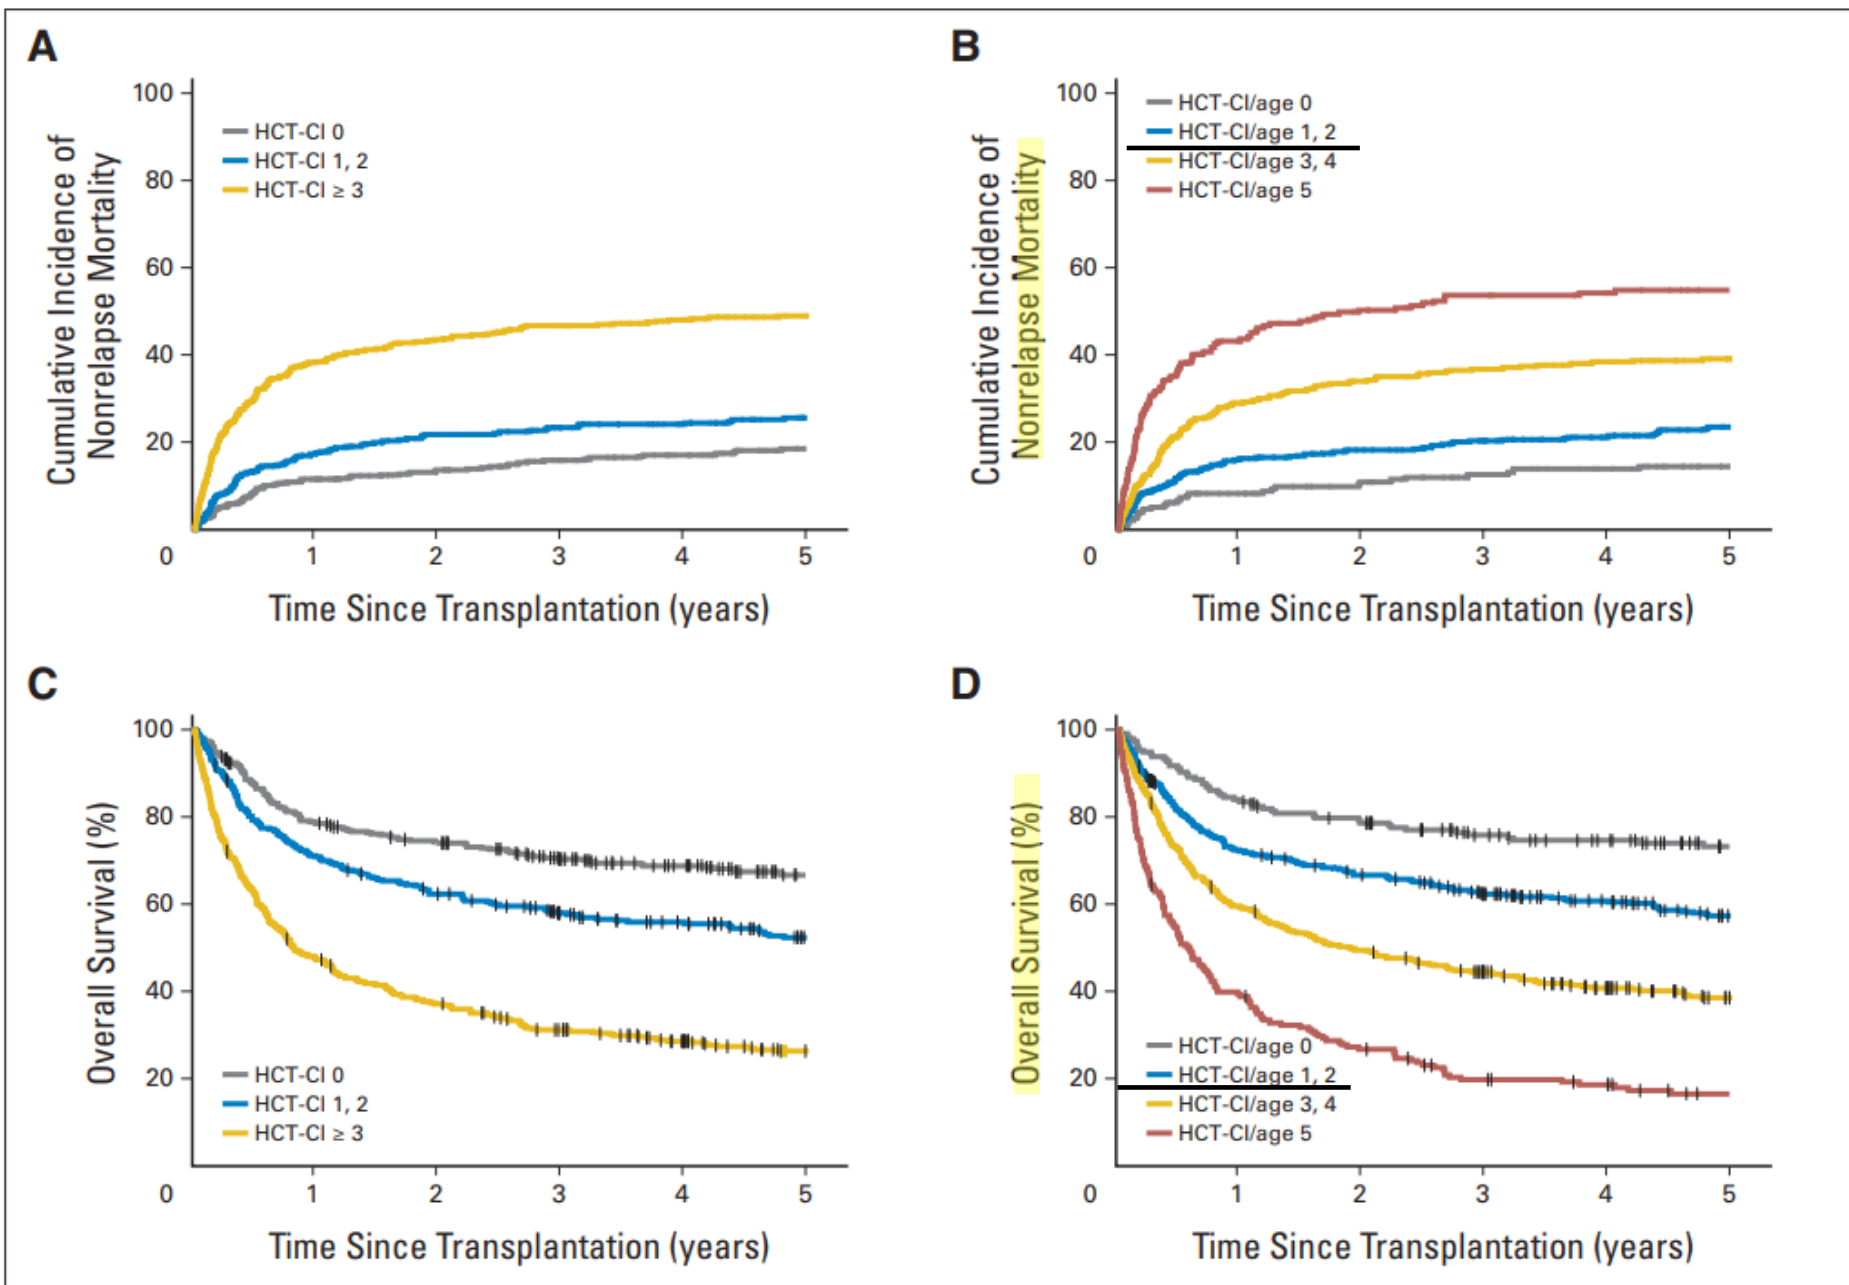 A
Cumulative Incidence of
Nonrelapse Mortality
100
80
60
40
20
0
1
2
3
4
5
HCT-CI 0
HCT-CI 1, 2
HCT-CI ≥ 3
Time Since Transplantation (years)
B
Cumulative Incidence of
Nonrelapse Mortality
100
80
60
40
20
0
1
2
3
4
5
HCT-CI/age 0
HCT-CI/age 1, 2
HCT-CI/age 3, 4
HCT-CI/age 5
Time Since Transplantation (years)
C
Overall Survival (%)
100
80
60
40
20
0
1
2
3
4
5
HCT-CI 0
HCT-CI 1, 2
HCT-CI ≥ 3
Time Since Transplantation (years)
D
Overall Survival (%)
100
80
60
40
20
0
1
2
3
4
5
HCT-CI/age 0
HCT-CI/age 1, 2
HCT-CI/age 3, 4
HCT-CI/age 5
Time Since Transplantation (years)